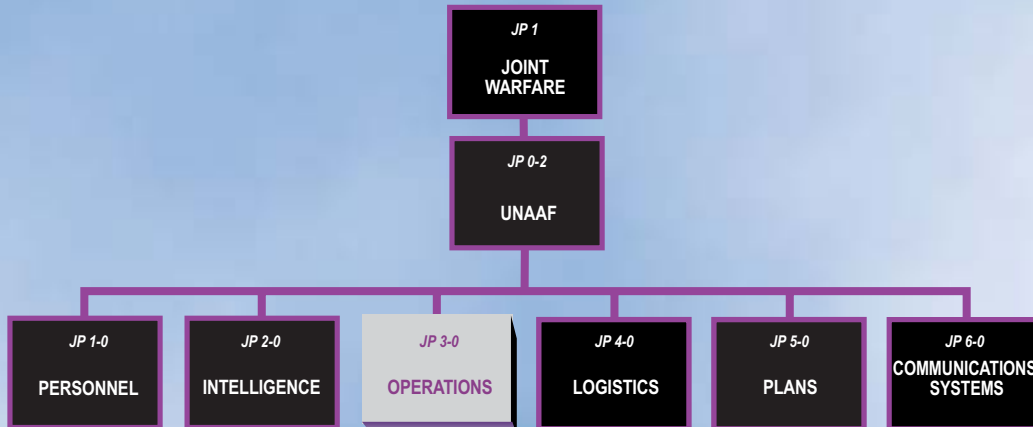 JP 1
JOINT
WARFARE
JP 0-2
UNAAF
JP 1-0
PERSONNEL
JP 2-0
INTELLIGENCE
JP 3-0
OPERATIONS
JP 4-0
LOGISTICS
JP 5-0
PLANS
JP 6-0
COMMUNICATIONS
SYSTEMS